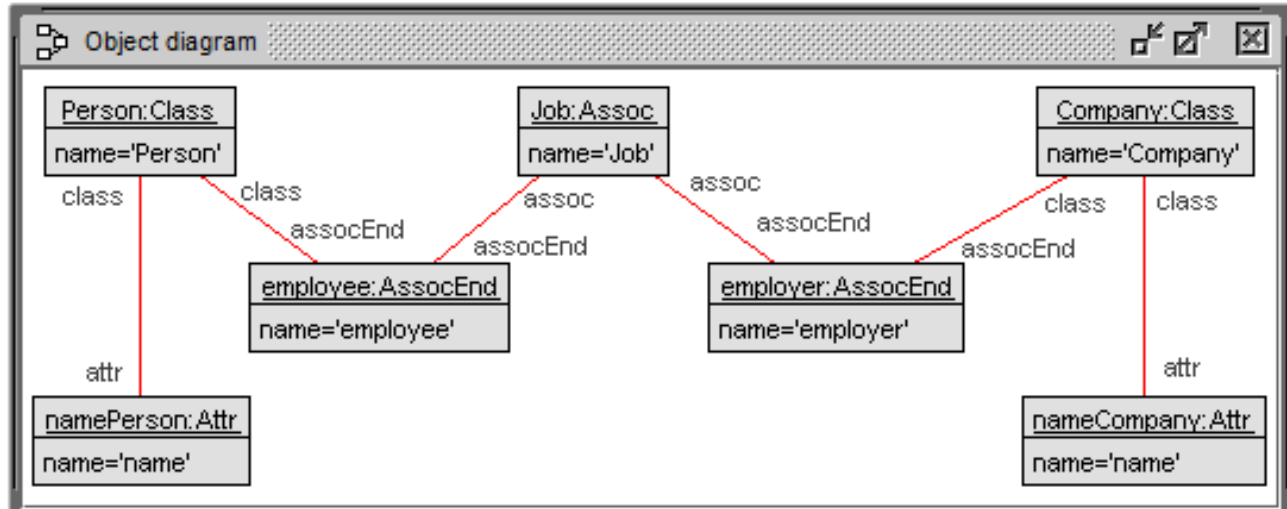 Object diagram
Person:Class
name='Person'
Job:Assoc
name='Job'
Company:Class
name='Company'
class
class
assocEnd
assoc
assocEnd
assoc
assocEnd
class
assocEnd
class
employee:AssocEnd
name='employee'
employer:AssocEnd
name='employer'
attr
attr
namePerson:Attr
name='name'
nameCompany:Attr
name='name'